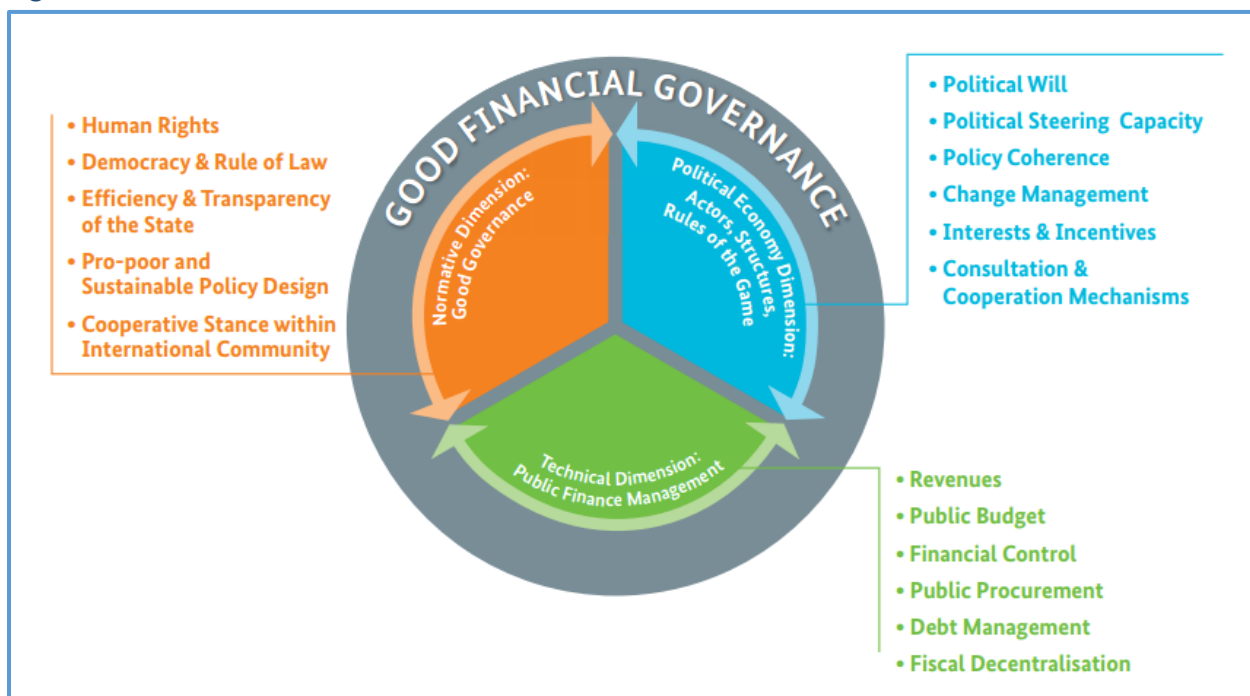 GOOD FINANCIAL GOVERNANCE
• Human Rights
• Democracy & Rule of Law
• Efficiency & Transparency
of the State
• Pro-poor and
Sustainable Policy Design
• Cooperative Stance within
International Community
Normative Dimension:
Good Governance
Political Economy Dimension:
Actors, Structures,
Rules of the Game
• Political Will
• Political Steering Capacity
• Policy Coherence
• Change Management
• Interests & Incentives
• Consultation &
Cooperation Mechanisms
Technical Dimension:
Public Finance Management
• Revenues
• Public Budget
• Financial Control
• Public Procurement
• Debt Management
• Fiscal Decentralisation